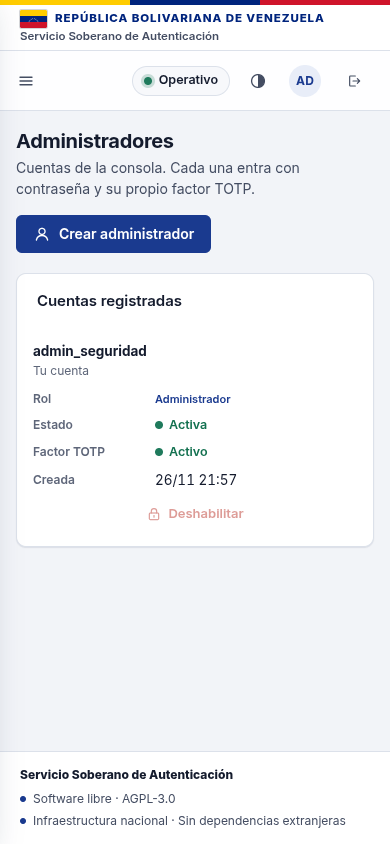 REPÚBLICA BOLIVARIANA DE VENEZUELA
Servicio Soberano de Autenticación
Operativo
AD
Administradores
Cuentas de la consola. Cada una entra con
contraseña y su propio factor TOTP.
Crear administrador
Cuentas registradas
admin_seguridad
Tu cuenta
Rol Administrador
Estado Activa
Factor TOTP Activo
Creada 26/11 21:57
Deshabilitar
Servicio Soberano de Autenticación
Software libre · AGPL-3.0
Infraestructura nacional · Sin dependencias extranjeras